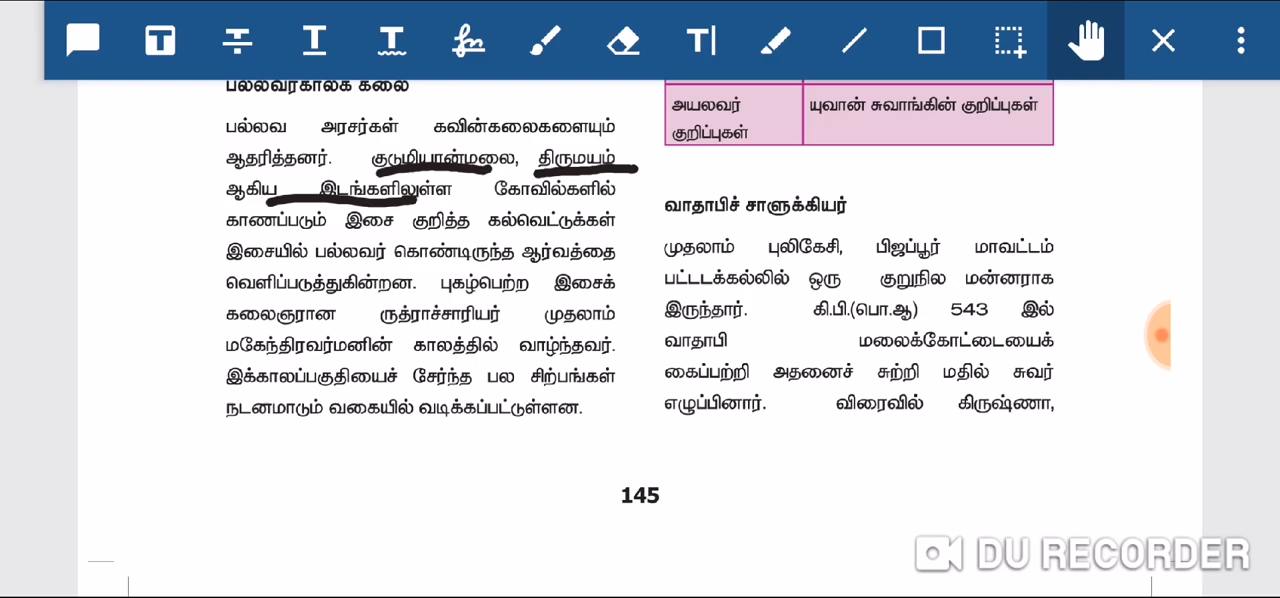 பல்லவர்காலக் கலை
பல்லவ அரசர்கள் கவின்கலைகளையும்
ஆதரித்தனர். குடுமியான்மலை, திருமயம்
ஆகிய இடங்களிலுள்ள கோவில்களில்
காணப்படும் இசை குறித்த கல்வெட்டுக்கள்
இசையில் பல்லவர் கொண்டிருந்த ஆர்வத்தை
வெளிப்படுத்துகின்றன. புகழ்பெற்ற இசைக்
கலைஞரான ருத்ராச்சாரியர் முதலாம்
மகேந்திரவர்மனின் காலத்தில் வாழ்ந்தவர்.
இக்காலப்பகுதியைச் சேர்ந்த பல சிற்பங்கள்
நடனமாடும் வகையில் வடிக்கப்பட்டுள்ளன.
அயலவர் யுவான் சுவாங்கின் குறிப்புகள்
குறிப்புகள்
வாதாபிச் சாளுக்கியர்
முதலாம் புலிகேசி, பிஜப்பூர் மாவட்டம்
பட்டடக்கல்லில் ஒரு குறுநில மன்னராக
இருந்தார். கி.பி.(பொ.ஆ) 543 இல்
வாதாபி மலைக்கோட்டையைக்
கைப்பற்றி அதனைச் சுற்றி மதில் சுவர்
எழுப்பினார். விரைவில் கிருஷ்ணா,
145
DU RECORDER